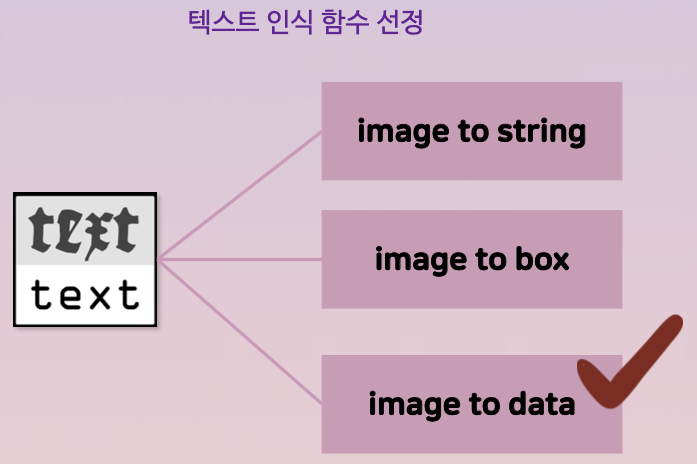 텍스트 인식 함수 선정
image to string
text
text
image to box
image to data